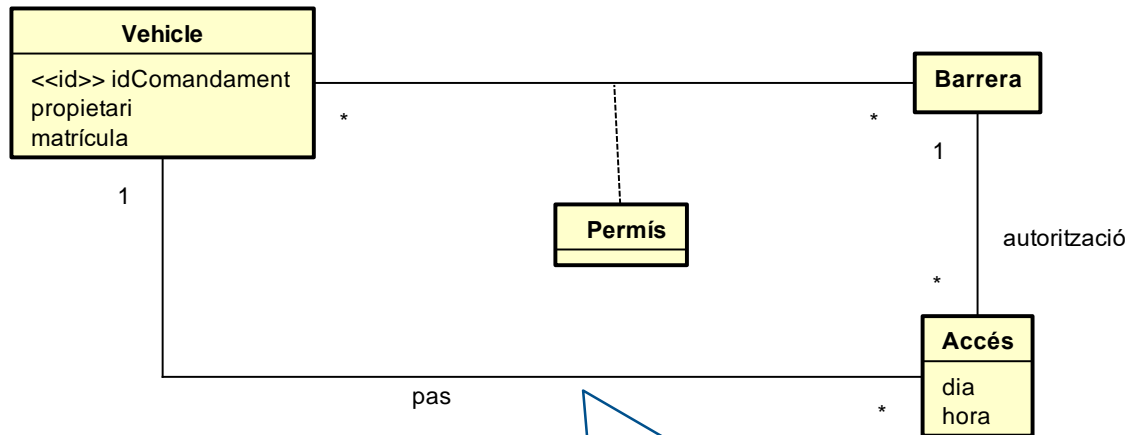 Vehicle
<<id>> idComandament
propietari
matrícula
*
*
Barrera
1
1
Permís
autorització
*
Accés
dia
hora
pas
*